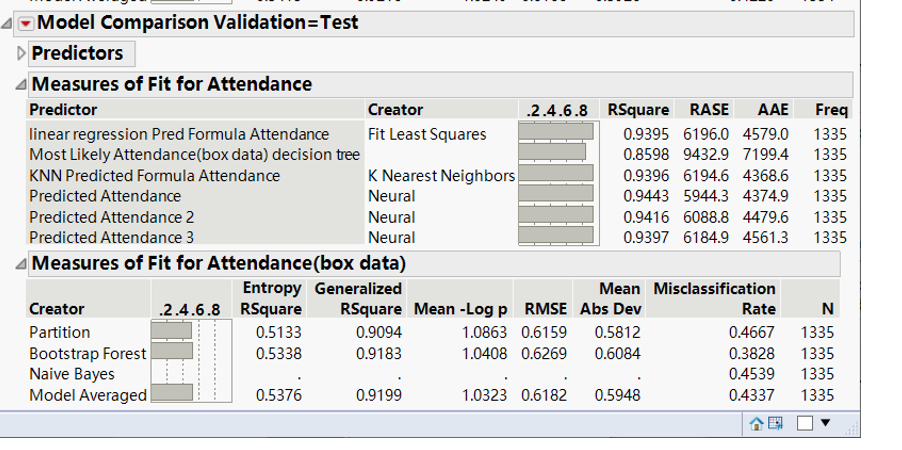 Model Comparison Validation=Test
Predictors
Measures of Fit for Attendance
Predictor Creator .2.4.6.8 RSquare RASE AAE Freq
linear regression Pred Formula Attendance Fit Least Squares 0.9395 6196.0 4579.0 1335
Most Likely Attendance(box data) decision tree 0.8598 9432.9 7199.4 1335
KNN Predicted Formula Attendance K Nearest Neighbors 0.9396 6194.6 4368.6 1335
Predicted Attendance Neural 0.9443 5944.3 4374.9 1335
Predicted Attendance 2 Neural 0.9416 6088.8 4479.6 1335
Predicted Attendance 3 Neural 0.9397 6184.9 4561.3 1335
Measures of Fit for Attendance(box data)
Entropy Generalized Mean Misclassification
Creator .2.4.6.8 RSquare RSquare Mean -Log p RMSE Abs Dev Rate N
Partition 0.5133 0.9094 1.0863 0.6159 0.5812 0.4667 1335
Bootstrap Forest 0.5338 0.9183 1.0408 0.6269 0.6084 0.3828 1335
Naive Bayes . . . . . 0.4539 1335
Model Averaged 0.5376 0.9199 1.0323 0.6182 0.5948 0.4337 1335